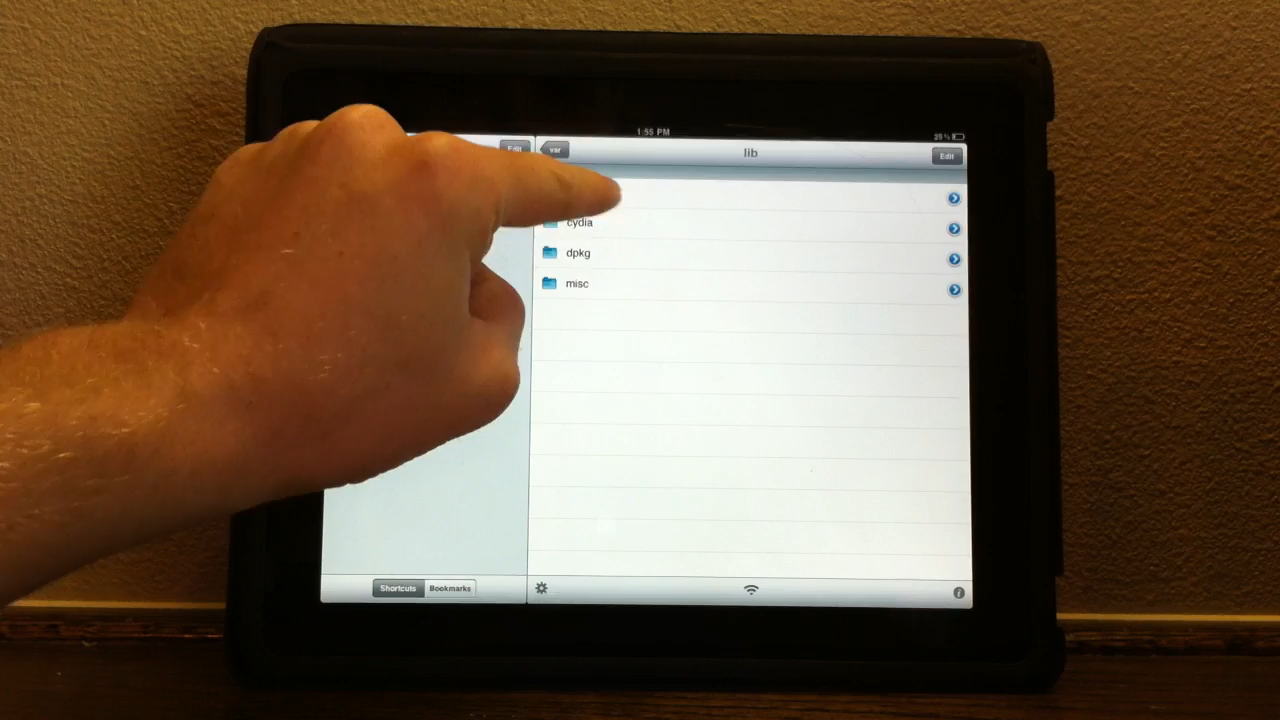 1:55 PM
Edit
var
lib
Edit
cydia
dpkg
misc
Shortcuts
Bookmarks